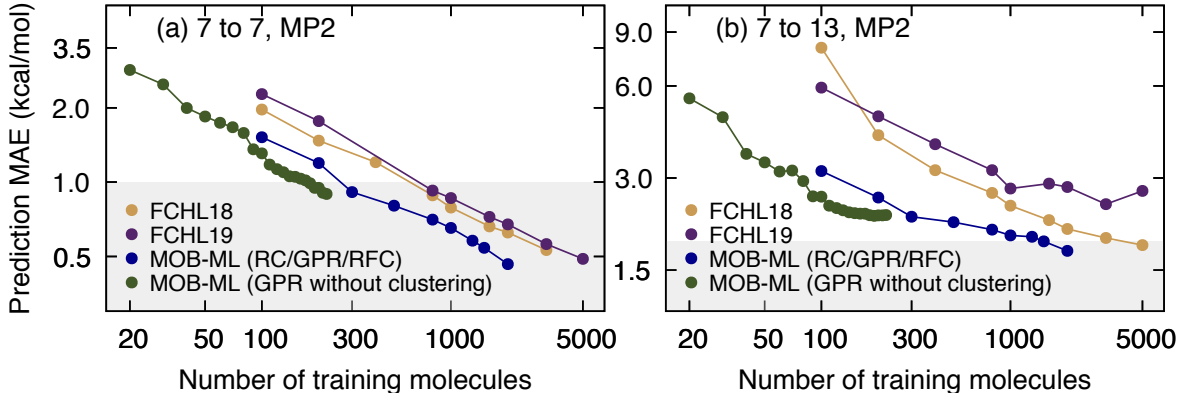 (a) 7 to 7, MP2
Prediction MAE (kcal/mol)
3.5
2.0
1.0
0.5
FCHL18
FCHL19
MOB-ML (RC/GPR/RFC)
MOB-ML (GPR without clustering)
20 50 100 300 1000 5000
Number of training molecules
(b) 7 to 13, MP2
9.0
6.0
3.0
1.5
FCHL18
FCHL19
MOB-ML (RC/GPR/RFC)
MOB-ML (GPR without clustering)
20 50 100 300 1000 5000
Number of training molecules